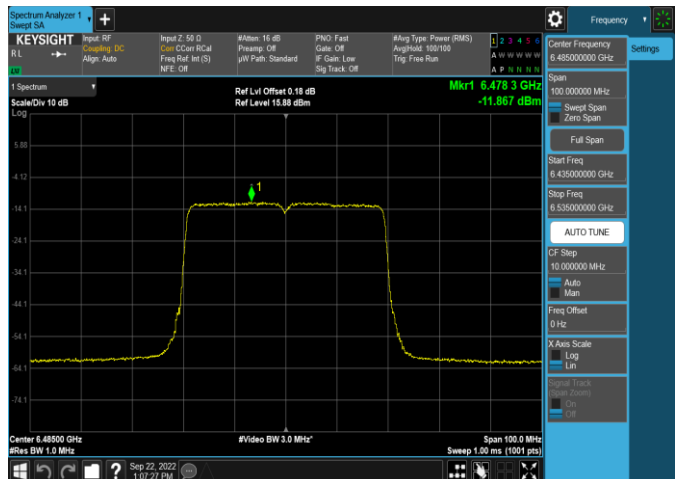 Spectrum Analyzer 1
Swept SA
Frequency
KEYSIGHT
RL
Input: RF
Coupling: DC
Align: Auto
Input Z: 50 Ω
Corr CCorr RCal
Freq Ref: Int (S)
NFE: Off
#Atten: 16 dB
Preamp: Off
µW Path: Standard
PNO: Fast
Gate: Off
IF Gain: Low
Sig Track: Off
#Avg Type: Power (RMS)
Avg|Hold: 100/100
Trig: Free Run
1 2 3 4 5 6
A W W W W W
A P N N N N
1 Spectrum
Scale/Div 10 dB
Log
Ref Lvl Offset 0.18 dB
Ref Level 15.88 dBm
Mkr1 6.478 3 GHz
-11.867 dBm
5.88
-4.12
-14.1
-24.1
-34.1
-44.1
-54.1
-64.1
-74.1
1
Center 6.48500 GHz
#Res BW 1.0 MHz
#Video BW 3.0 MHz*
Span 100.0 MHz
Sweep 1.00 ms (1001 pts)
Sep 22, 2022
1:07:27 PM
Center Frequency
6.485000000 GHz
Span
100.000000 MHz
Swept Span
Zero Span
Full Span
Start Freq
6.435000000 GHz
Stop Freq
6.535000000 GHz
AUTO TUNE
CF Step
10.000000 MHz
Auto
Man
Freq Offset
0 Hz
X Axis Scale
Log
Lin
Signal Track
(Span Zoom)
On
Off
Settings